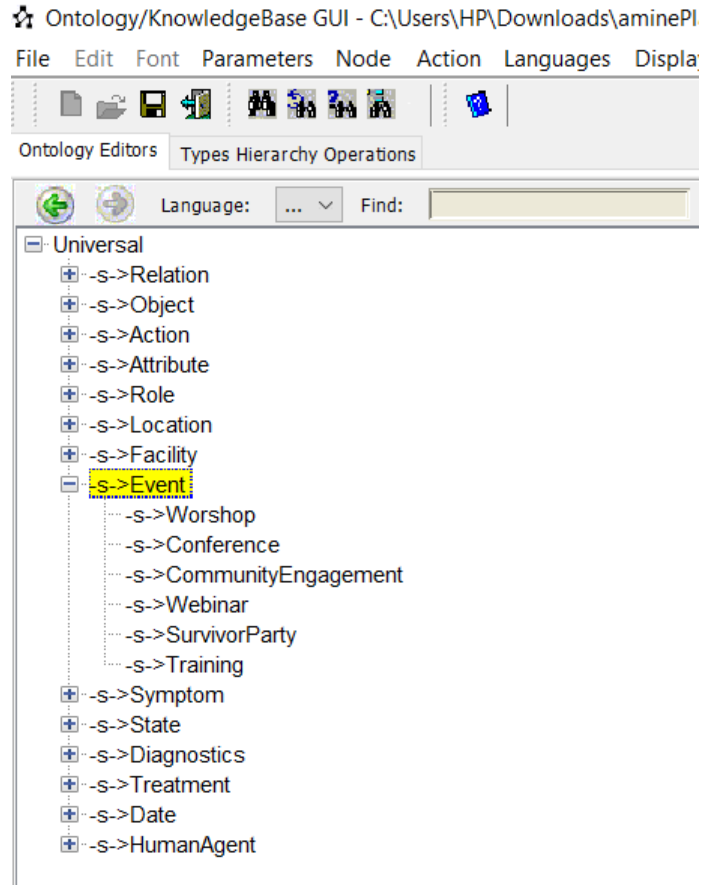 Ontology/KnowledgeBase GUI - C:\Users\HP\Downloads\aminePl
File Edit Font Parameters Node Action Languages Display
Ontology Editors Types Hierarchy Operations
Language: ... Find:
Universal
-s->Relation
-s->Object
-s->Action
-s->Attribute
-s->Role
-s->Location
-s->Facility
-s->Event
-s->Worshop
-s->Conference
-s->CommunityEngagement
-s->Webinar
-s->SurvivorParty
-s->Training
-s->Symptom
-s->State
-s->Diagnostics
-s->Treatment
-s->Date
-s->HumanAgent